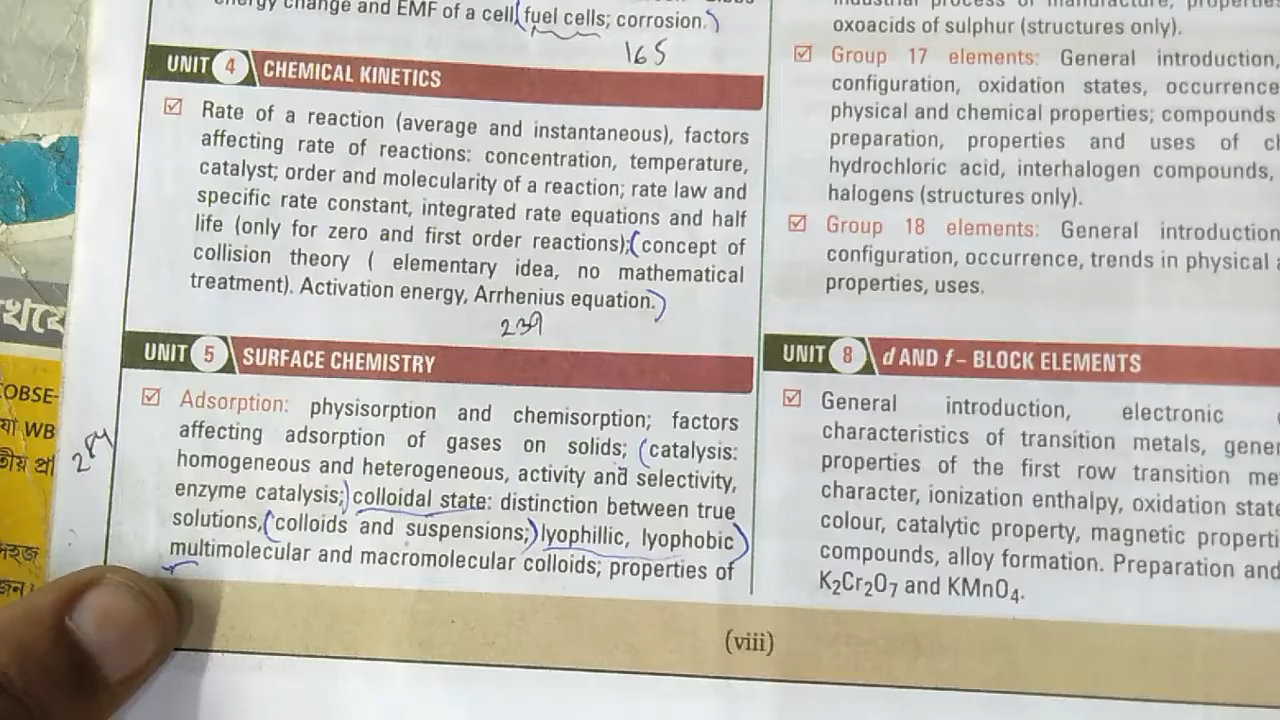 energy change and EMF of a cell(fuel cells; corrosion.)
165
UNIT 4 CHEMICAL KINETICS
Rate of a reaction (average and instantaneous), factors
affecting rate of reactions: concentration, temperature,
catalyst; order and molecularity of a reaction; rate law and
specific rate constant, integrated rate equations and half
life (only for zero and first order reactions);(concept of
collision theory ( elementary idea, no mathematical
treatment). Activation energy, Arrhenius equation.)
UNIT 5 SURFACE CHEMISTRY
Adsorption: physisorption and chemisorption; factors
affecting adsorption of gases on solids; (catalysis:
homogeneous and heterogeneous, activity and selectivity,
enzyme catalysis;) colloidal state: distinction between true
solutions,(colloids and suspensions;)lyophillic, lyophobic)
multimolecular and macromolecular colloids; properties of
oxoacids of sulphur (structures only).
Group 17 elements: General introduction,
configuration, oxidation states, occurrence
physical and chemical properties; compounds
preparation, properties and uses of
hydrochloric acid, interhalogen compounds,
halogens (structures only).
Group 18 elements: General introduction
configuration, occurrence, trends in physical
properties, uses.
UNIT 8 d AND f – BLOCK ELEMENTS
General introduction, electronic
characteristics of transition metals,
properties of the first row transition
character, ionization enthalpy, oxidation
colour, catalytic property, magnetic
compounds, alloy formation. Preparation and
K2Cr2O7 and KMnO4.
(viii)
OBSE-
WB